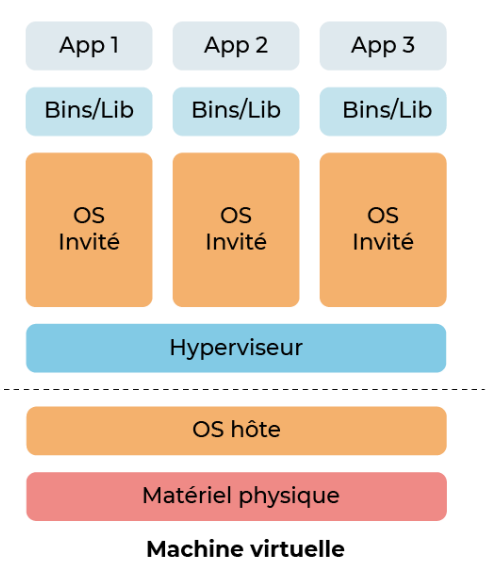 App 1 App 2 App 3
Bins/Lib Bins/Lib Bins/Lib
OS OS OS
Invité Invité Invité
Hyperviseur
OS hôte
Matériel physique
Machine virtuelle